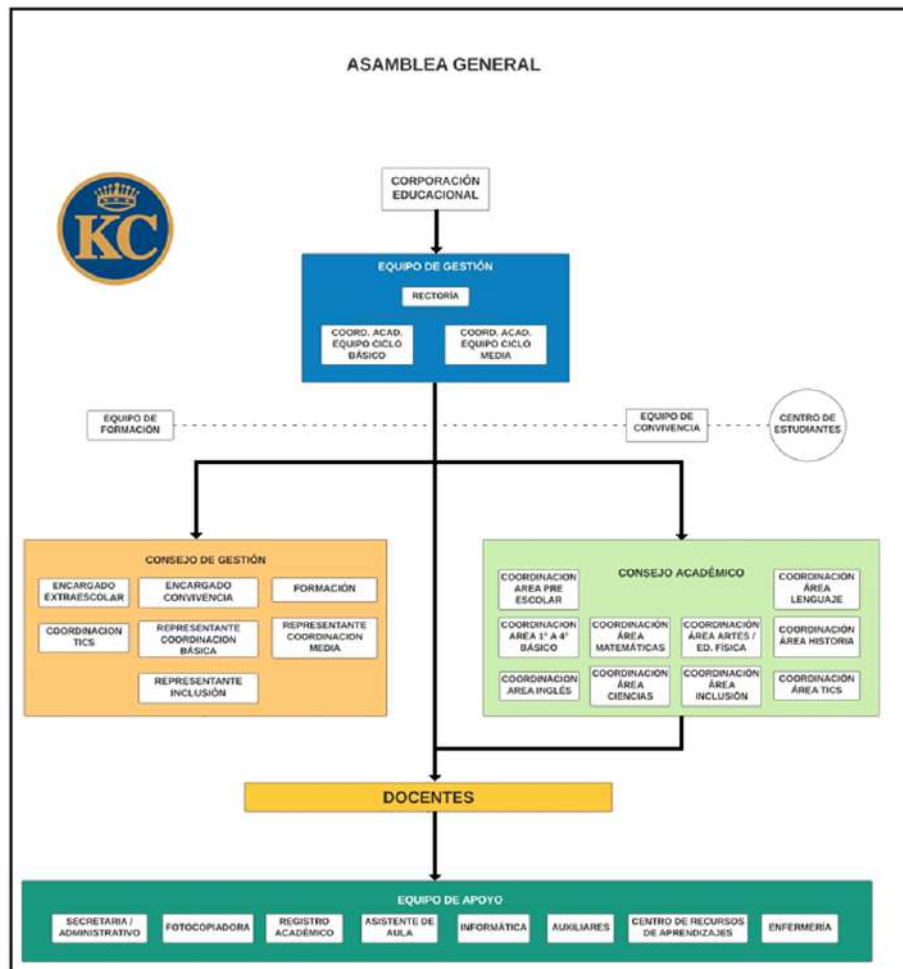 ASAMBLEA GENERAL
CORPORACIÓN
EDUCACIONAL
KC
EQUIPO DE GESTIÓN
RECTORÍA
COORD. ACAD.
EQUIPO CICLO
BÁSICO
COORD. ACAD.
EQUIPO CICLO
MEDIA
EQUIPO DE
FORMACIÓN
EQUIPO DE
CONVIVENCIA
CENTRO DE
ESTUDIANTES
CONSEJO DE GESTIÓN
ENCARGADO
EXTRAESCOLAR
ENCARGADO
CONVIVENCIA
FORMACIÓN
COORDINACION
TICS
REPRESENTANTE
COORDINACION
BÁSICA
REPRESENTANTE
COORDINACION
MEDIA
REPRESENTANTE
INCLUSIÓN
CONSEJO ACADÉMICO
COORDINACION
AREA PRE
ESCOLAR
COORDINACIÓN
ÁREA
LENGUAJE
COORDINACION
AREA 1° A 4°
BÁSICO
COORDINACIÓN
ÁREA
MATEMÁTICAS
COORDINACIÓN
ÁREA ARTES /
ED. FÍSICA
COORDINACIÓN
ÁREA HISTORIA
COORDINACION
AREA INGLÉS
COORDINACIÓN
ÁREA
CIENCIAS
COORDINACIÓN
ÁREA
INCLUSIÓN
COORDINACIÓN
ÁREA TICS
DOCENTES
EQUIPO DE APOYO
SECRETARIA /
ADMINISTRATIVO
FOTOCOPIADORA
REGISTRO
ACADÉMICO
ASISTENTE DE
AULA
INFORMÁTICA
AUXILIARES
CENTRO DE RECURSOS
DE APRENDIZAJES
ENFERMERÍA